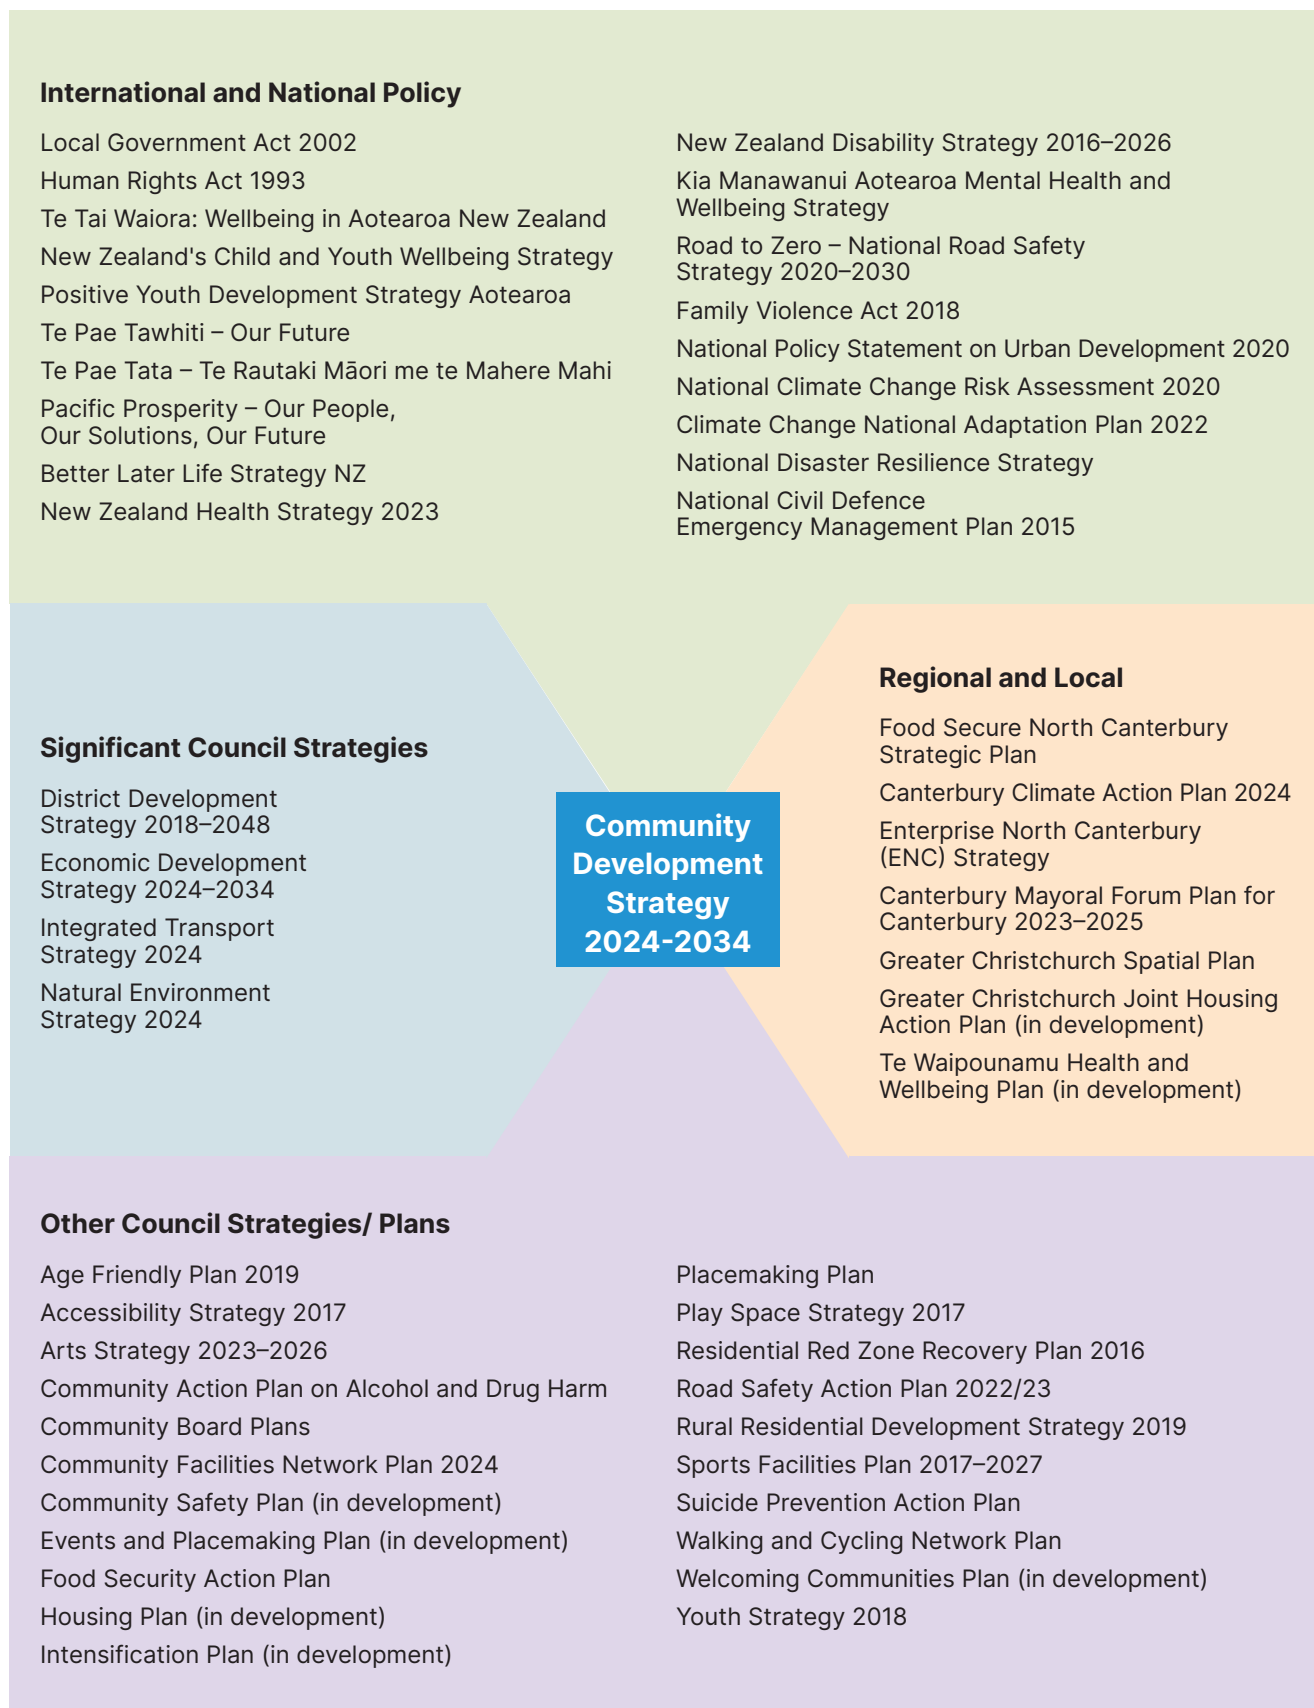 International and National Policy
Local Government Act 2002
Human Rights Act 1993
Te Tai Waiora: Wellbeing in Aotearoa New Zealand
New Zealand's Child and Youth Wellbeing Strategy
Positive Youth Development Strategy Aotearoa
Te Pae Tawhiti – Our Future
Te Pae Tata – Te Rautaki Māori me te Mahere Mahi
Pacific Prosperity – Our People,
Our Solutions, Our Future
Better Later Life Strategy NZ
New Zealand Health Strategy 2023
New Zealand Disability Strategy 2016–2026
Kia Manawanui Aotearoa Mental Health and
Wellbeing Strategy
Road to Zero – National Road Safety
Strategy 2020–2030
Family Violence Act 2018
National Policy Statement on Urban Development 2020
National Climate Change Risk Assessment 2020
Climate Change National Adaptation Plan 2022
National Disaster Resilience Strategy
National Civil Defence
Emergency Management Plan 2015
Significant Council Strategies
District Development
Strategy 2018–2048
Economic Development
Strategy 2024–2034
Integrated Transport
Strategy 2024
Natural Environment
Strategy 2024
Community
Development
Strategy
2024-2034
Regional and Local
Food Secure North Canterbury
Strategic Plan
Canterbury Climate Action Plan 2024
Enterprise North Canterbury
(ENC) Strategy
Canterbury Mayoral Forum Plan for
Canterbury 2023–2025
Greater Christchurch Spatial Plan
Greater Christchurch Joint Housing
Action Plan (in development)
Te Waipounamu Health and
Wellbeing Plan (in development)
Other Council Strategies/ Plans
Age Friendly Plan 2019
Accessibility Strategy 2017
Arts Strategy 2023–2026
Community Action Plan on Alcohol and Drug Harm
Community Board Plans
Community Facilities Network Plan 2024
Community Safety Plan (in development)
Events and Placemaking Plan (in development)
Food Security Action Plan
Housing Plan (in development)
Intensification Plan (in development)
Placemaking Plan
Play Space Strategy 2017
Residential Red Zone Recovery Plan 2016
Road Safety Action Plan 2022/23
Rural Residential Development Strategy 2019
Sports Facilities Plan 2017–2027
Suicide Prevention Action Plan
Walking and Cycling Network Plan
Welcoming Communities Plan (in development)
Youth Strategy 2018